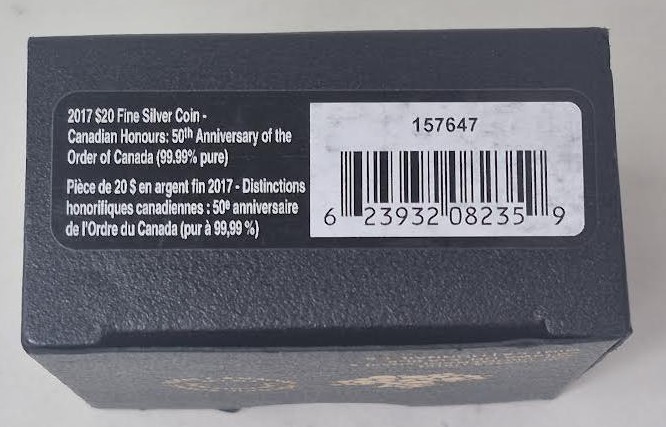 2017 $20 Fine Silver Coin -
Canadian Honours: 50th Anniversary of the
Order of Canada (99.99% pure)
Pièce de 20 $ en argent fin 2017 - Distinctions
honorifiques canadiennes : 50e anniversaire
de l'Ordre du Canada (pur à 99,99 %)
157647
6 23932 08235 9